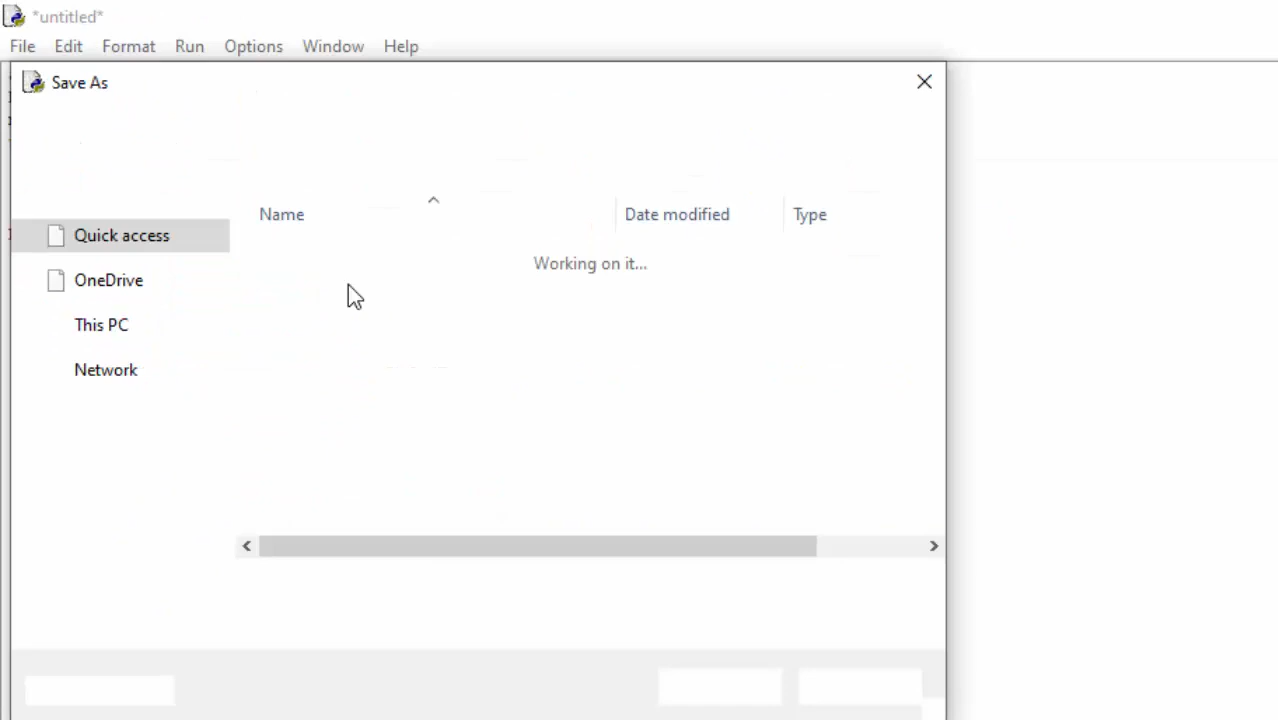 *untitled*
File Edit Format Run Options Window Help
Save As
Name Date modified Type
Quick access
Working on it...
OneDrive
This PC
Network